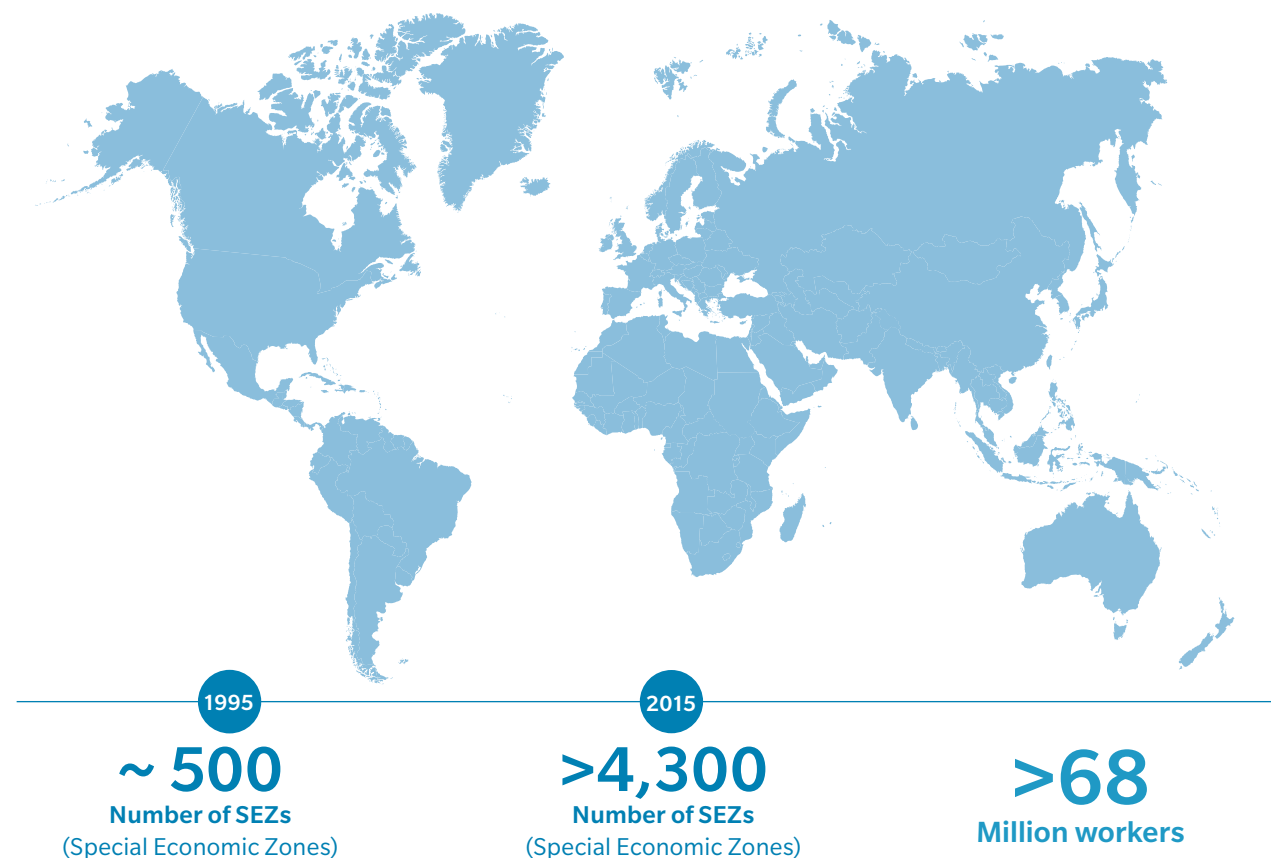 1995
~ 500
Number of SEZs
(Special Economic Zones)
2015
>4,300
Number of SEZs
(Special Economic Zones)
>68
Million workers